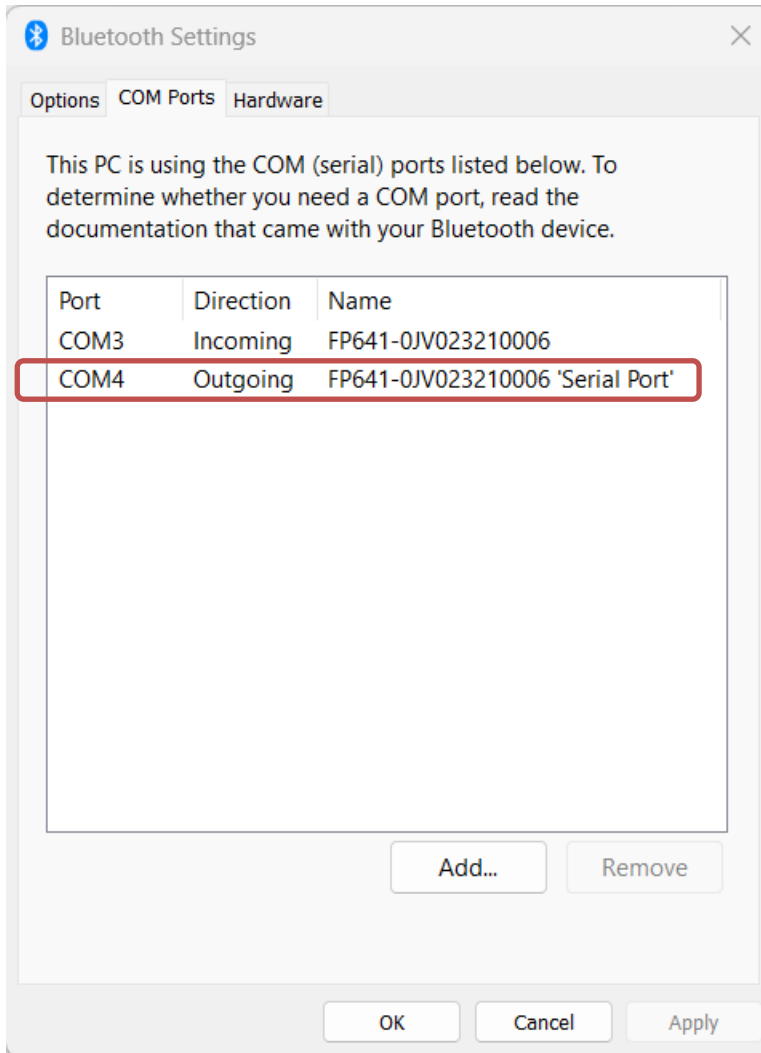 Bluetooth Settings
Options COM Ports Hardware
This PC is using the COM (serial) ports listed below. To
determine whether you need a COM port, read the
documentation that came with your Bluetooth device.
Port Direction Name
COM3 Incoming FP641-0JV023210006
COM4 Outgoing FP641-0JV023210006 'Serial Port'
Add... Remove
OK Cancel Apply